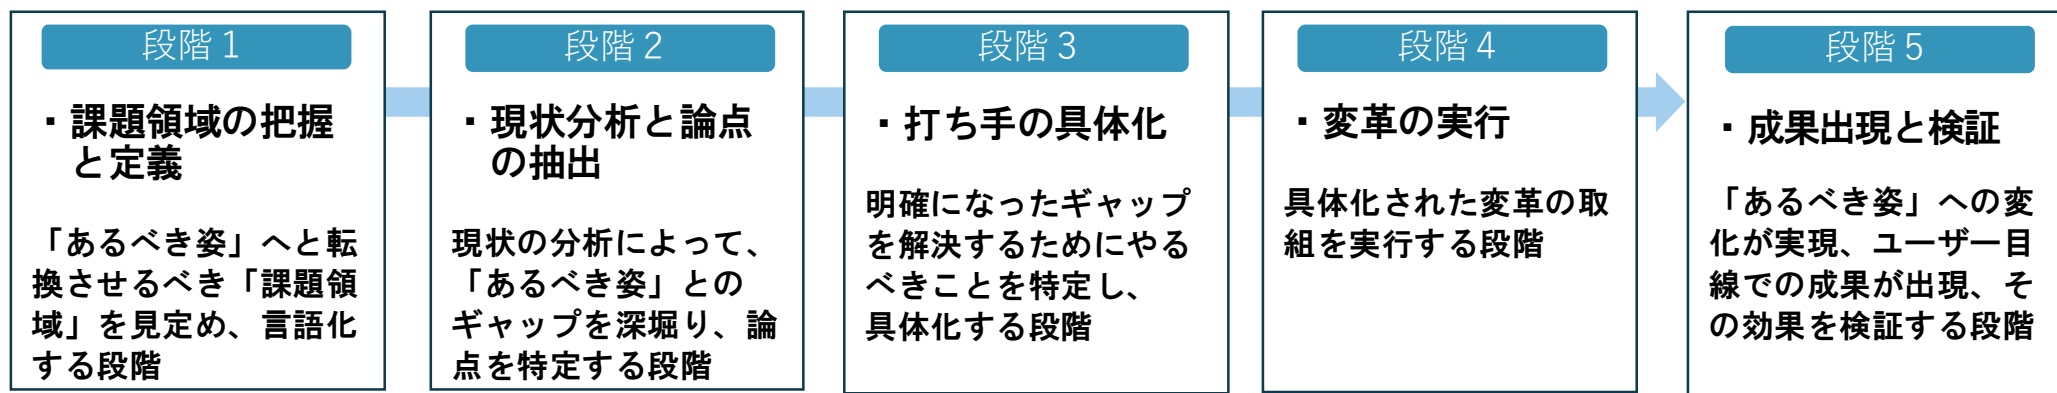 段階1
・課題領域の把握
と定義
「あるべき姿」へと転
換させるべき「課題領
域」を見定め、言語化
する段階
段階2
・現状分析と論点
の抽出
現状の分析によって、
「あるべき姿」との
ギャップを深堀り、論
点を特定する段階
段階3
・打ち手の具体化
明確になったギャップ
を解決するためにやる
べきことを特定し、
具体化する段階
段階4
・変革の実行
具体化された変革の取
組を実行する段階
段階5
・成果出現と検証
「あるべき姿」への変
化が実現、ユーザー目
線での成果が出現、そ
の効果を検証する段階